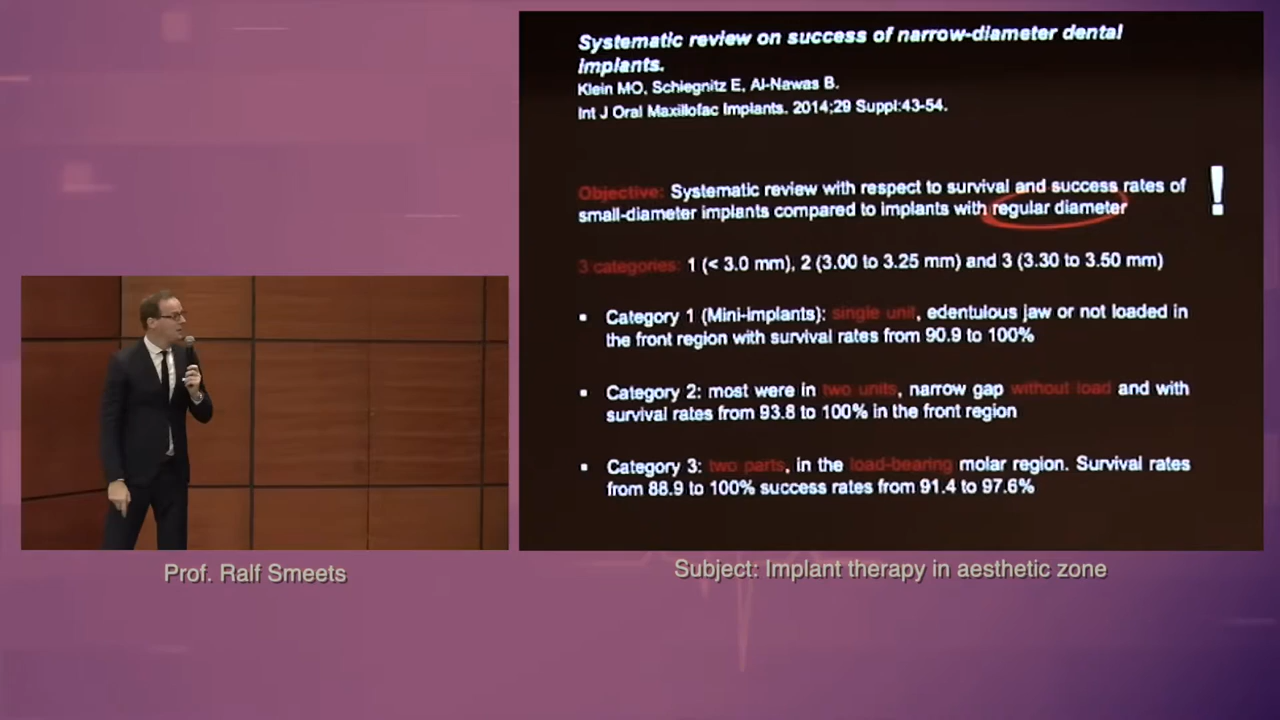 Systematic review on success of narrow-diameter dental
implants.
Klein MO, Schiegnitz E, Al-Nawas B.
Int J Oral Maxillofac Implants. 2014;29 Suppl:43-54.
Objective: Systematic review with respect to survival and success rates of
small-diameter implants compared to implants with regular diameter
!
3 categories: 1 (< 3.0 mm), 2 (3.00 to 3.25 mm) and 3 (3.30 to 3.50 mm)
• Category 1 (Mini-implants): single unit, edentulous jaw or not loaded in
the front region with survival rates from 90.9 to 100%
• Category 2: most were in two units, narrow gap without load and with
survival rates from 93.8 to 100% in the front region
• Category 3: two parts, in the load-bearing molar region. Survival rates
from 88.9 to 100% success rates from 91.4 to 97.6%
Prof. Ralf Smeets
Subject: Implant therapy in aesthetic zone